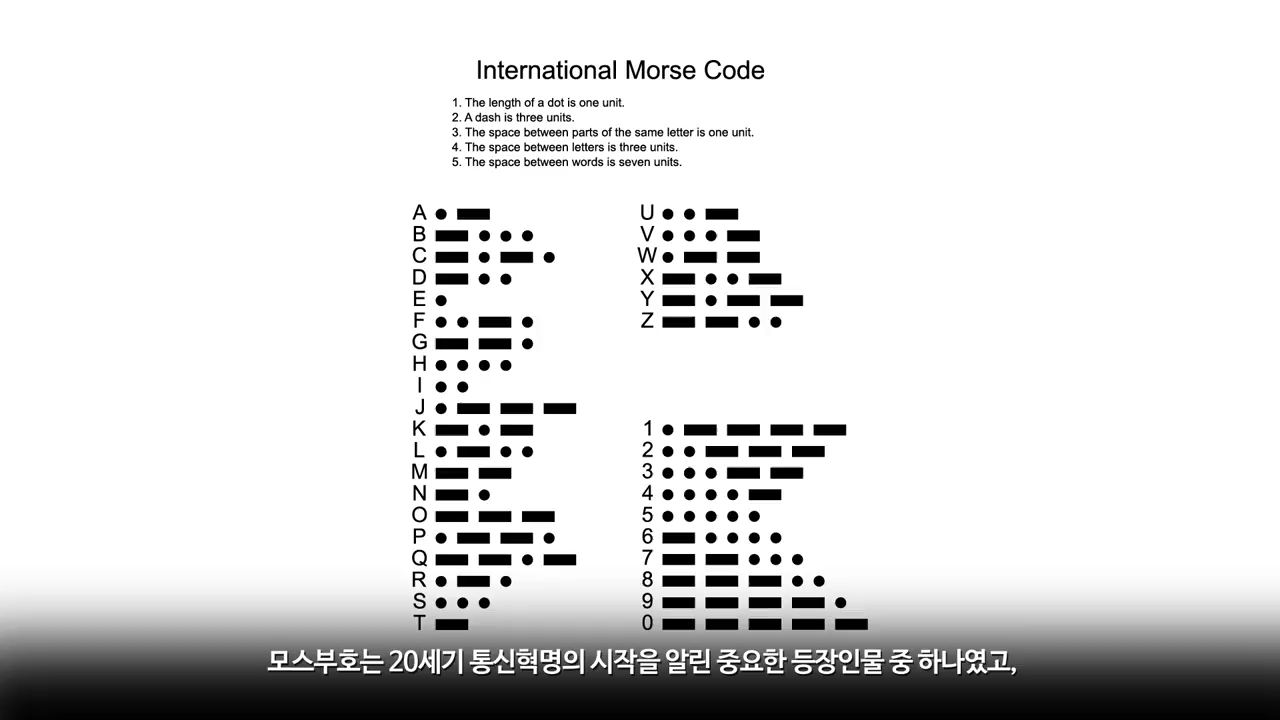 International Morse Code
1. The length of a dot is one unit.
2. A dash is three units.
3. The space between parts of the same letter is one unit.
4. The space between letters is three units.
5. The space between words is seven units.
A
B
C
D
E
F
G
H
I
J
K
L
M
N
O
P
Q
R
S
T
U
V
W
X
Y
Z
1
2
3
4
5
6
7
8
9
0
모스부호는 20세기 통신혁명의 시작을 알린 중요한 등장인물 중 하나였고,